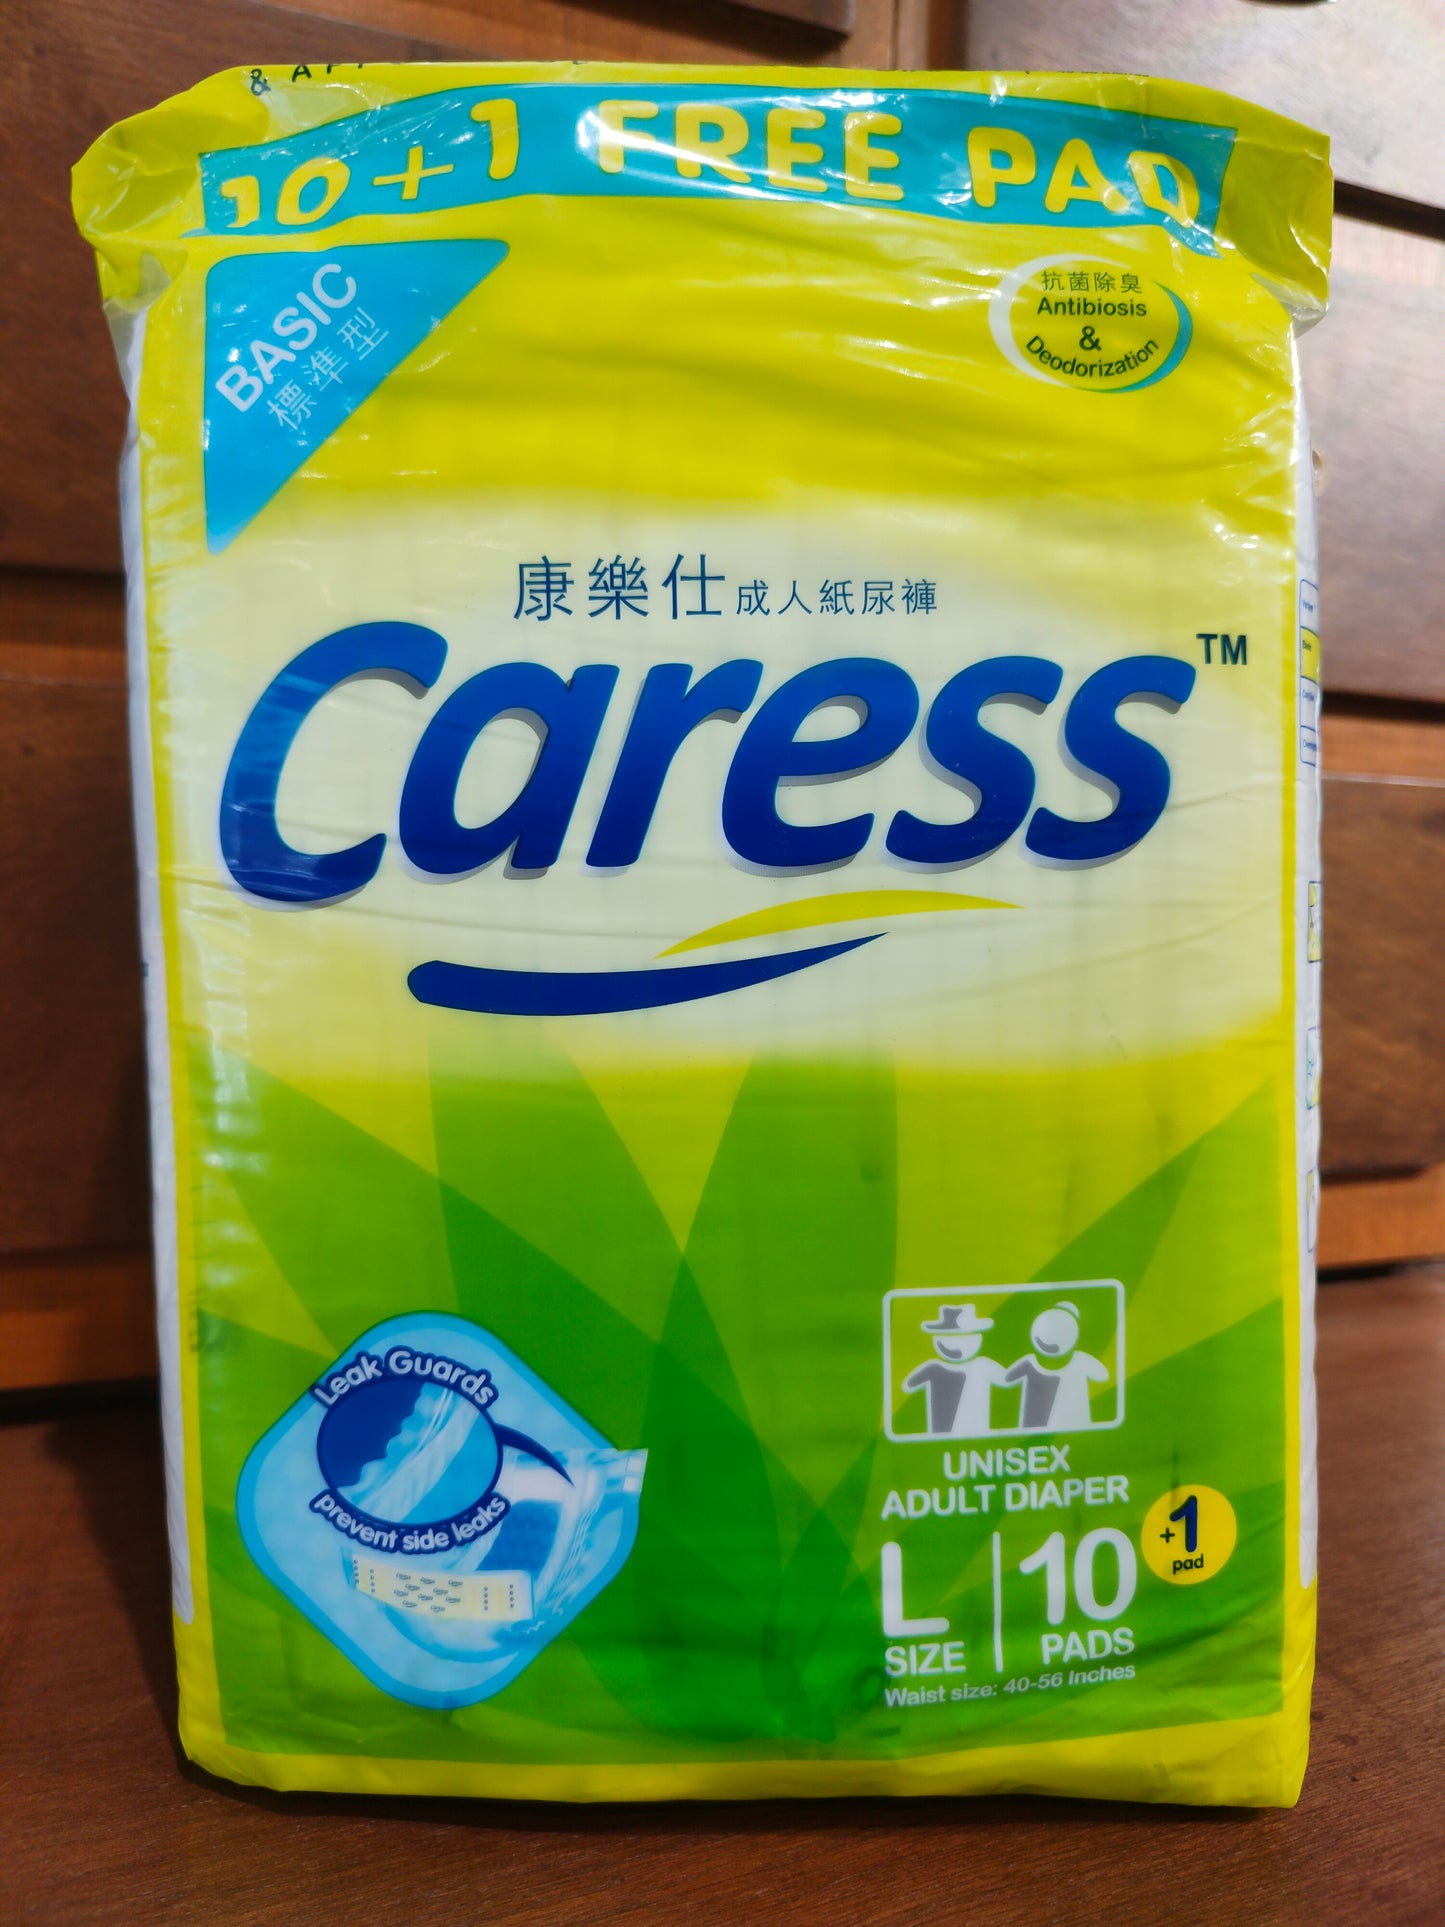 10+1 FREE PAD
BASIC
標準型
抗菌除臭
Antibiosis
&
Deodorization
康樂仕成人紙尿褲
Caress™
Leak Guards
prevent side leaks
UNISEX
ADULT DIAPER
L SIZE
10 PADS
+1 pad
Waist size: 40-56 Inches